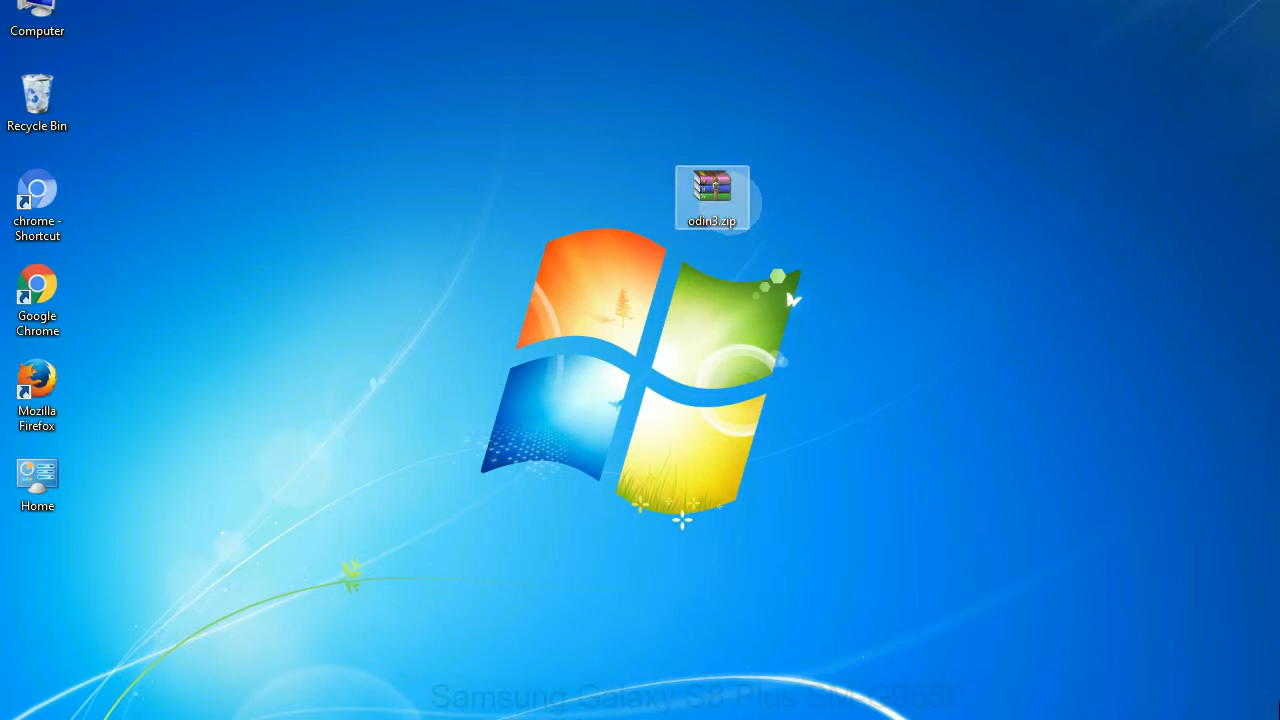 Computer
Recycle Bin
chrome -
Shortcut
Google
Chrome
Mozilla
Firefox
Home
odin3.zip
Samsung Galaxy S8 Plus SM-G955F